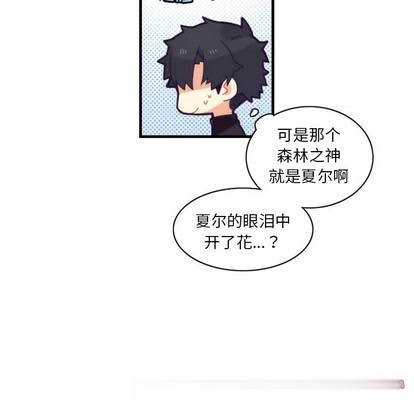 可是那个
森林之神
就是夏尔啊
夏尔的眼泪中
开了花...？